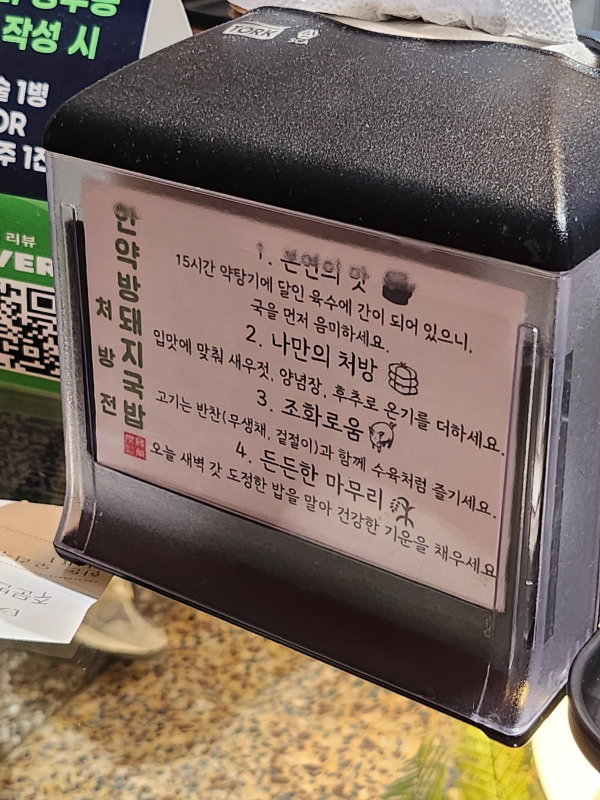 TORK
작성 시
술 1병
OR
리뷰
안약방돼지국밥
처방전
1. 본연의 맛
15시간 약탕기에 달인 육수에 간이 되어 있으니,
국을 먼저 음미하세요.
2. 나만의 처방
입맛에 맞춰 새우젓, 양념장, 후추로 온기를 더하세요.
3. 조화로움
고기는 반찬(무생채, 겉절이)과 함께 수육처럼 즐기세요.
4. 든든한 마무리
오늘 새벽 갓 도정한 밥을 말아 건강한 기운을 채우세요